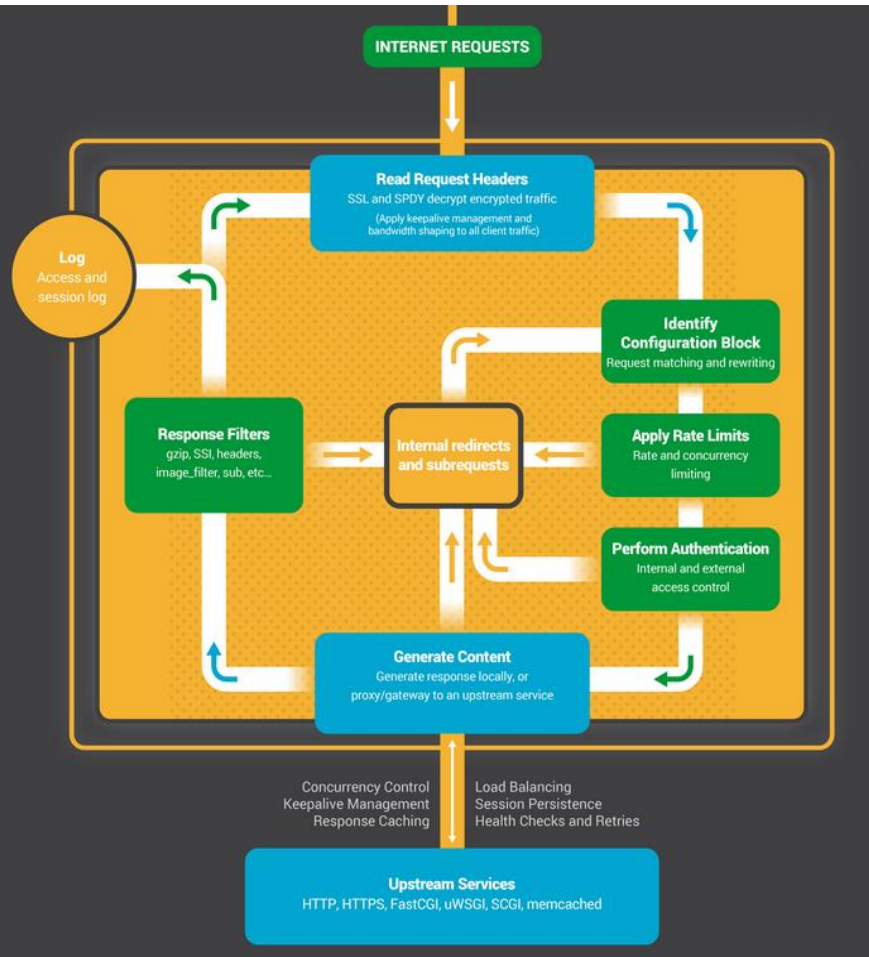 INTERNET REQUESTS
Read Request Headers
SSL and SPDY decrypt encrypted traffic
(Apply keepalive management and
bandwidth shaping to all client traffic)
Log
Access and
session log
Identify
Configuration Block
Request matching and rewriting
Response Filters
gzip, SSI, headers,
image_filter, sub, etc...
Internal redirects
and subrequests
Apply Rate Limits
Rate and concurrency
limiting
Perform Authentication
Internal and external
access control
Generate Content
Generate response locally, or
proxy/gateway to an upstream service
Concurrency Control
Keepalive Management
Response Caching
Load Balancing
Session Persistence
Health Checks and Retries
Upstream Services
HTTP, HTTPS, FastCGI, uWSGI, SCGI, memcached